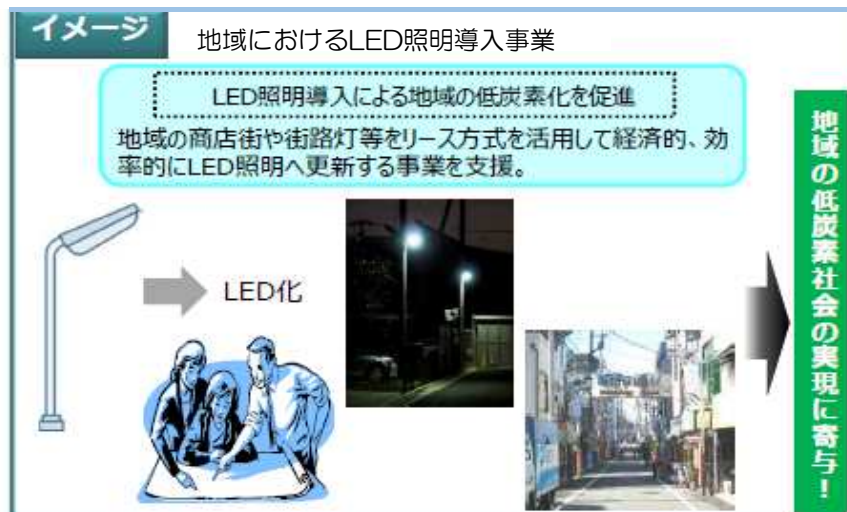 イメージ
地域におけるLED照明導入事業
LED照明導入による地域の低炭素化を促進
地域の商店街や街路灯等をリース方式を活用して経済的、効
率的にLED照明へ更新する事業を支援。
LED化
地域の低炭素社会の実現に寄与！